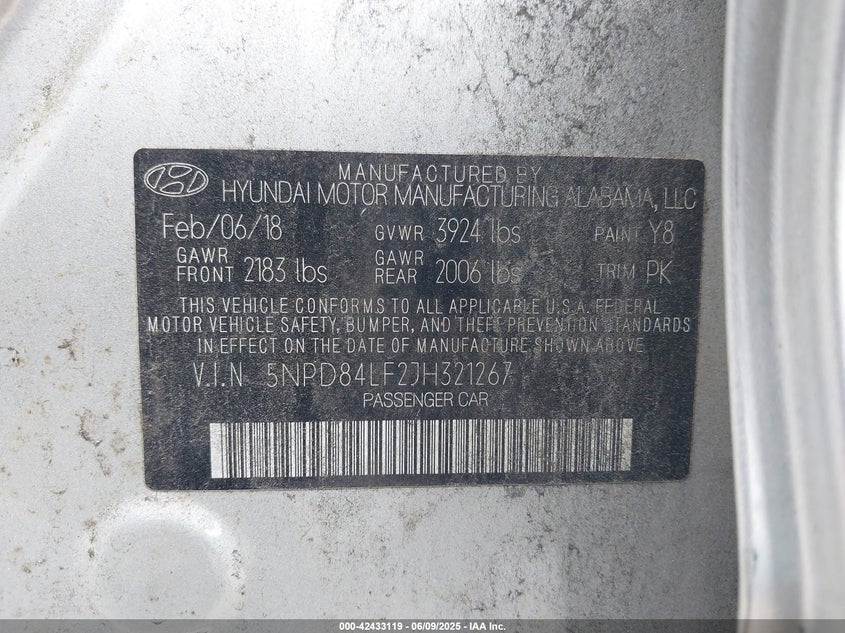 MANUFACTURED BY
HYUNDAI MOTOR MANUFACTURING ALABAMA, LLC
Feb/06/18 GVWR 3924 lbs PAINT Y8
GAWR FRONT 2183 lbs GAWR REAR 2006 lbs TRIM PK
THIS VEHICLE CONFORMS TO ALL APPLICABLE U.S.A. FEDERAL
MOTOR VEHICLE SAFETY, BUMPER, AND THEFT PREVENTION STANDARDS
IN EFFECT ON THE DATE OF MANUFACTURE SHOWN ABOVE
V.I.N 5NPD84LF2JH321267
PASSENGER CAR
000-42433119 - 06/09/2025 - IAA Inc.